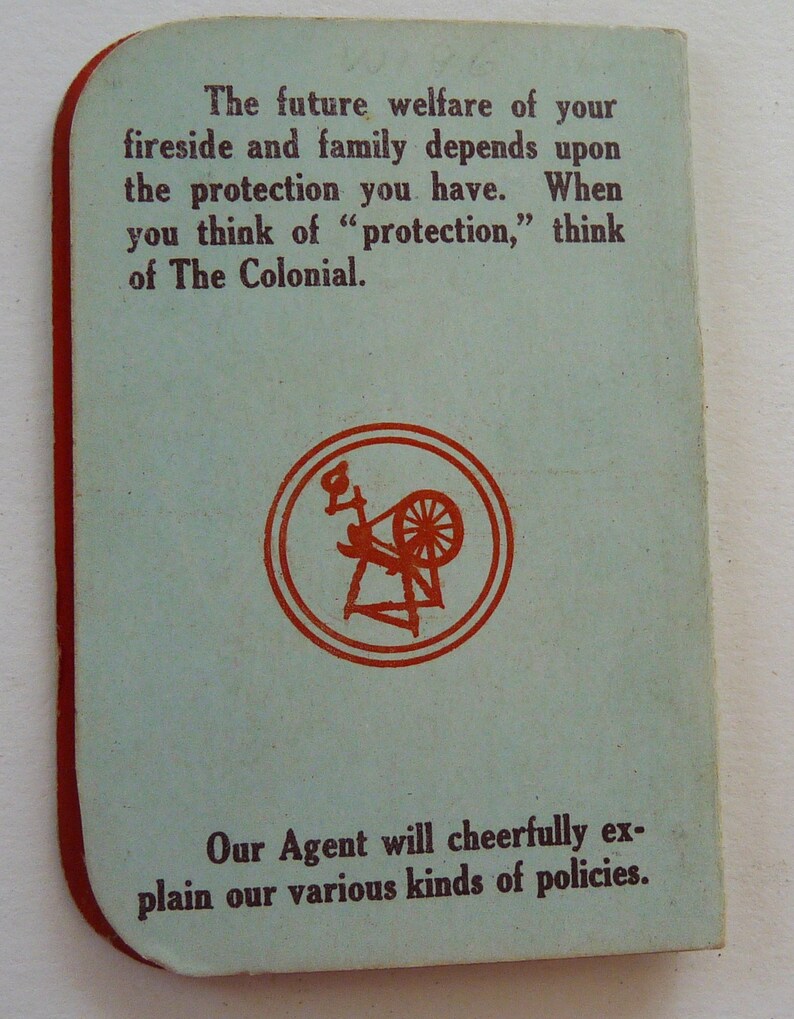 The future welfare of your
fireside and family depends upon
the protection you have. When
you think of “protection,” think
of The Colonial.
Our Agent will cheerfully ex-
plain our various kinds of policies.